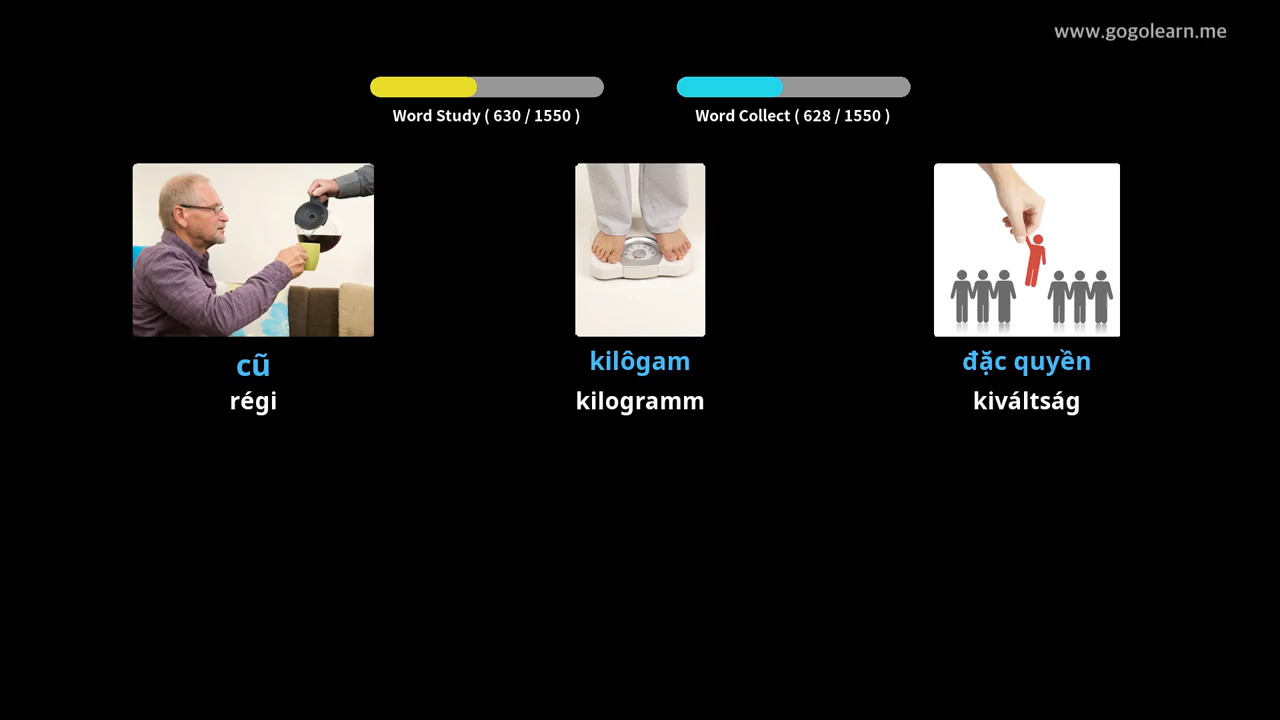 www.gogolearn.me
Word Study ( 630 / 1550 )
Word Collect ( 628 / 1550 )
cũ
régi
kilôgam
kilogramm
đặc quyền
kiváltság